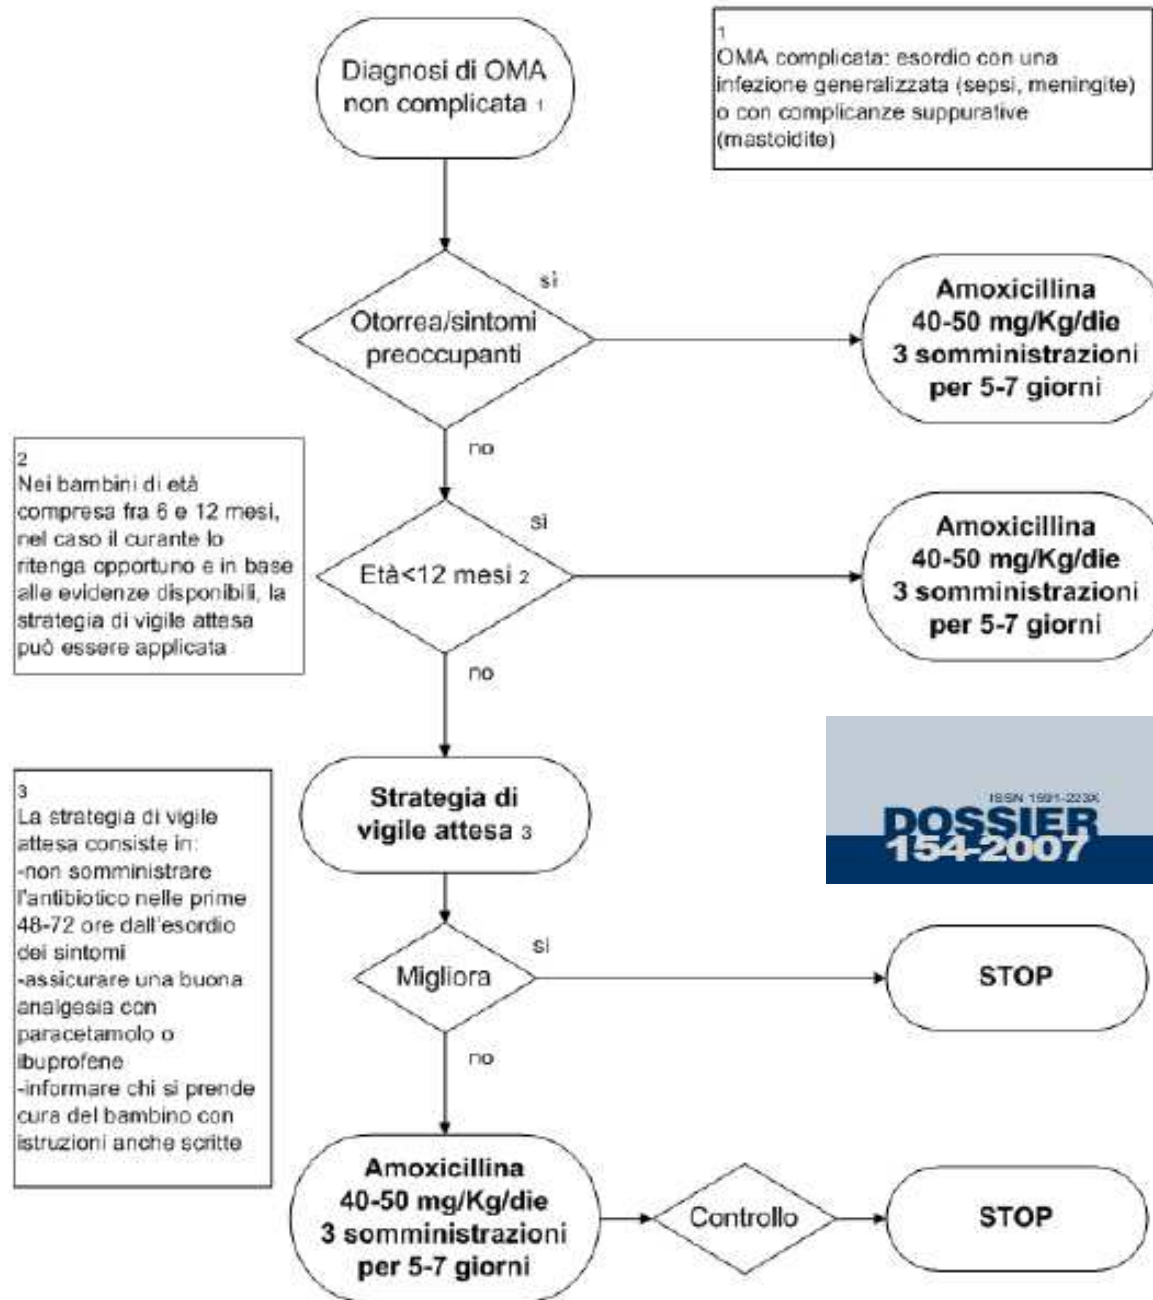 Diagnosi di OMA
non complicata 1
1
OMA complicata: esordio con una
infezione generalizzata (sepsi, meningite)
o con complicanze suppurative
(mastoidite)
sì
Otorrea/sintomi
preoccupanti
Amoxicillina
40-50 mg/Kg/die
3 somministrazioni
per 5-7 giorni
no
2
Nei bambini di età
compresa fra 6 e 12 mesi,
nel caso il curante lo
ritenga opportuno e in base
alle evidenze disponibili, la
strategia di vigile attesa
può essere applicata
sì
Età<12 mesi 2
Amoxicillina
40-50 mg/Kg/die
3 somministrazioni
per 5-7 giorni
no
Strategia di
vigile attesa 3
ISSN 1591-223X
DOSSIER
154-2007
3
La strategia di vigile
attesa consiste in:
-non somministrare
l'antibiotico nelle prime
48-72 ore dall'esordio
dei sintomi
-assicurare una buona
analgesia con
paracetamolo o
ibuprofene
-informare chi si prende
cura del bambino con
istruzioni anche scritte
si
Migliora
STOP
no
Amoxicillina
40-50 mg/Kg/die
3 somministrazioni
per 5-7 giorni
Controllo
STOP